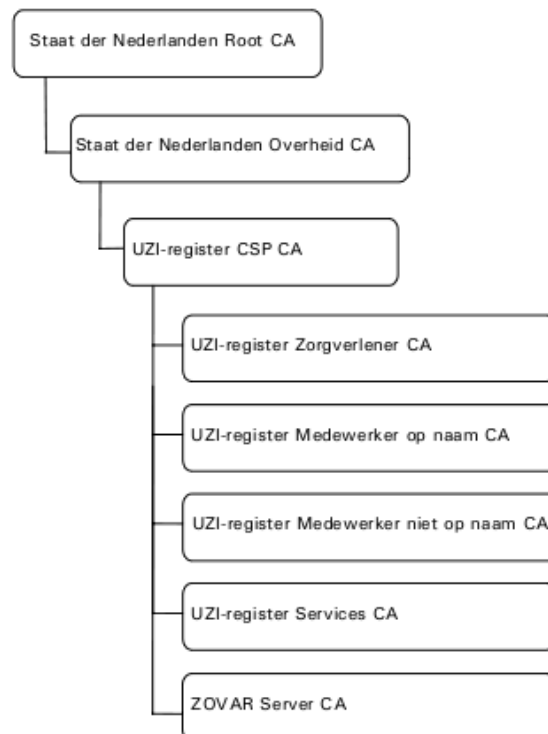 Staat der Nederlanden Root CA
Staat der Nederlanden Overheid CA
UZI-register CSP CA
UZI-register Zorgverlener CA
UZI-register Medewerker op naam CA
UZI-register Medewerker niet op naam CA
UZI-register Services CA
ZOVAR Server CA